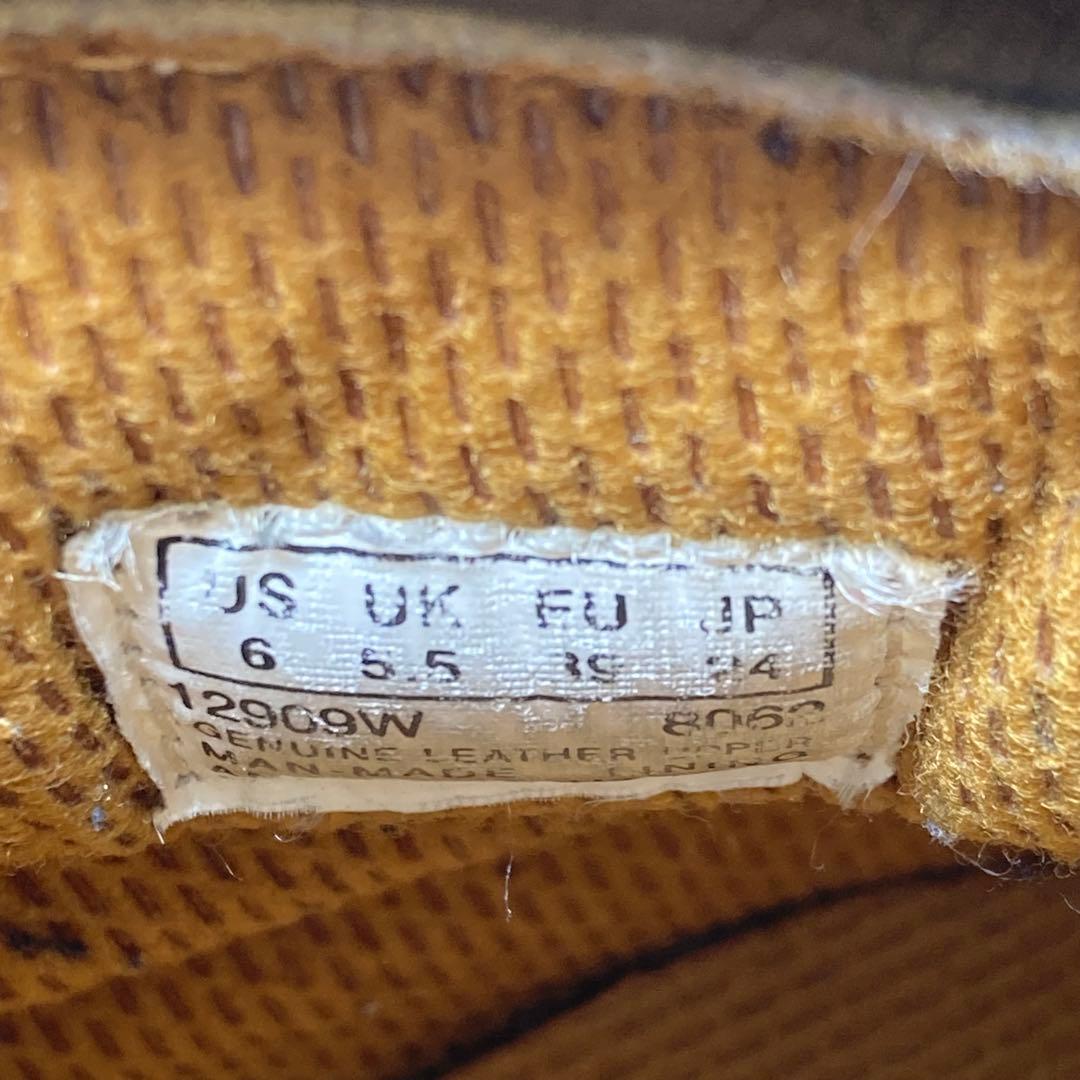 US UK EU JP
6 5.5 39 24
12909W 8062
GENUINE LEATHER UPPER
MAN-MADE LINING